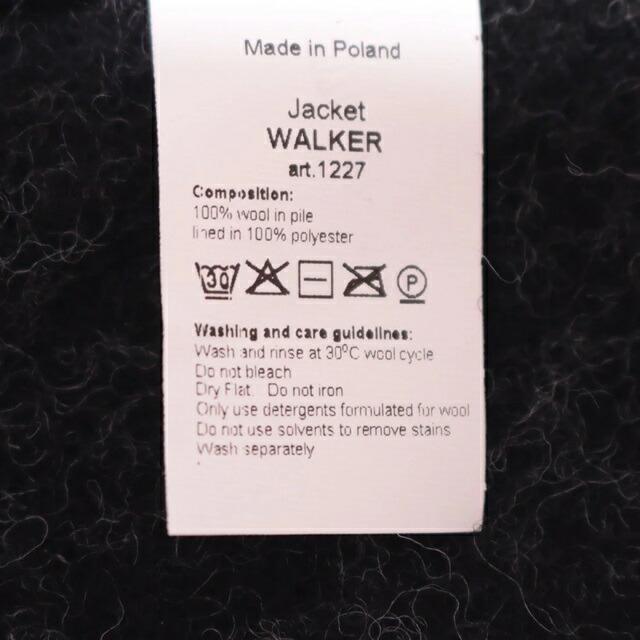 Made in Poland
Jacket
WALKER
art.1227
Composition:
100% wool in pile
lined in 100% polyester
30 P
Washing and care guidelines:
Wash and rinse at 30°C wool cycle
Do not bleach
Dry Flat. Do not iron
Only use detergents formulated for wool
Do not use solvents to remove stains
Wash separately